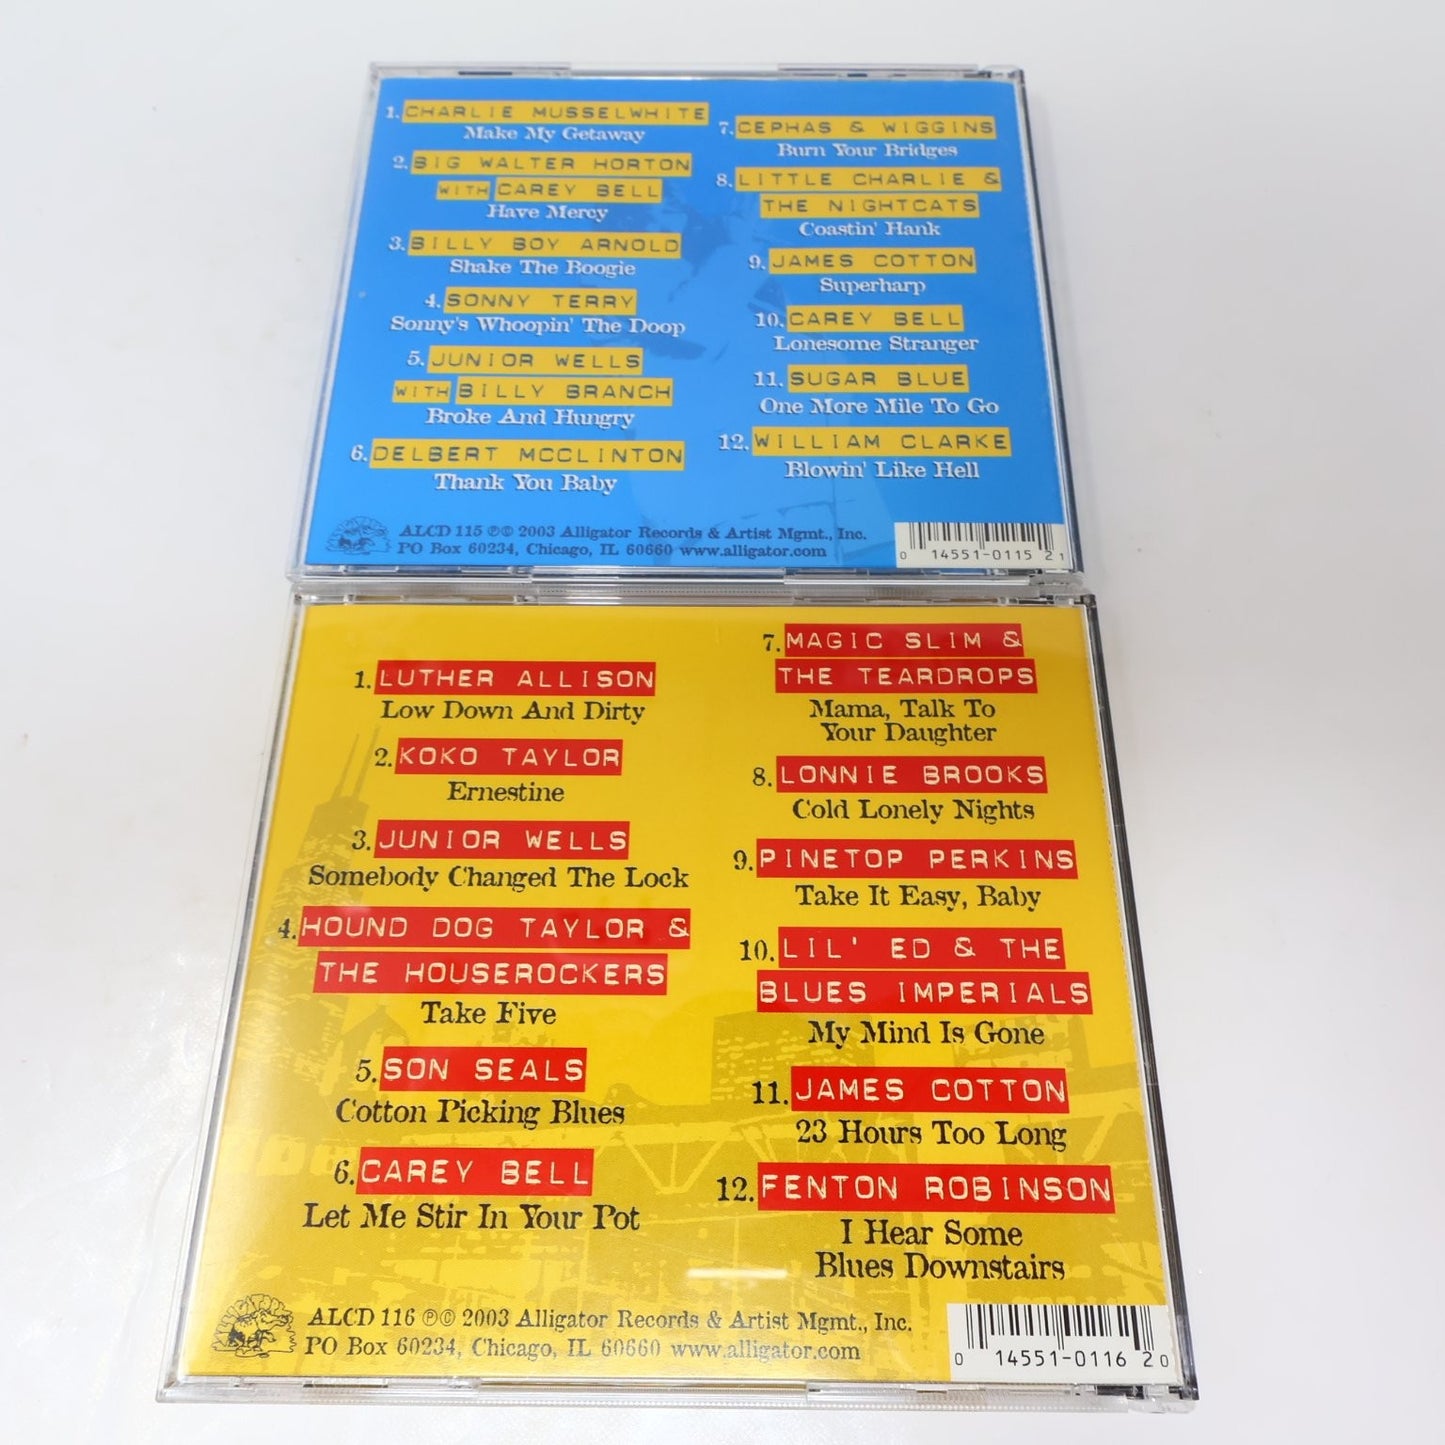 1. CHARLIE MUSSELWHITE
Make My Getaway
2. BIG WALTER HORTON
WITH CAREY BELL
Have Mercy
3. BILLY BOY ARNOLD
Shake The Boogie
4. SONNY TERRY
Sonny's Whoopin' The Doop
5. JUNIOR WELLS
WITH BILLY BRANCH
Broke And Hungry
6. DELBERT MCCLINTON
Thank You Baby
7. CEPHAS & WIGGINS
Burn Your Bridges
8. LITTLE CHARLIE &
THE NIGHTCATS
Coastin' Hank
9. JAMES COTTON
Superharp
10. CAREY BELL
Lonesome Stranger
11. SUGAR BLUE
One More Mile To Go
12. WILLIAM CLARKE
Blowin' Like Hell
ALCD 115 ℗© 2003 Alligator Records & Artist Mgmt., Inc.
PO Box 60234, Chicago, IL 60660 www.alligator.com
0 14551-0115 2
1. LUTHER ALLISON
Low Down And Dirty
2. KOKO TAYLOR
Ernestine
3. JUNIOR WELLS
Somebody Changed The Lock
4. HOUND DOG TAYLOR &
THE HOUSEROCKERS
Take Five
5. SON SEALS
Cotton Picking Blues
6. CAREY BELL
Let Me Stir In Your Pot
7. MAGIC SLIM &
THE TEARDROPS
Mama, Talk To
Your Daughter
8. LONNIE BROOKS
Cold Lonely Nights
9. PINETOP PERKINS
Take It Easy, Baby
10. LIL' ED & THE
BLUES IMPERIALS
My Mind Is Gone
11. JAMES COTTON
23 Hours Too Long
12. FENTON ROBINSON
I Hear Some
Blues Downstairs
ALLIGATOR
ALCD 116 ℗© 2003 Alligator Records & Artist Mgmt., Inc.
PO Box 60234, Chicago, IL 60660 www.alligator.com
0 14551-0116 2 0